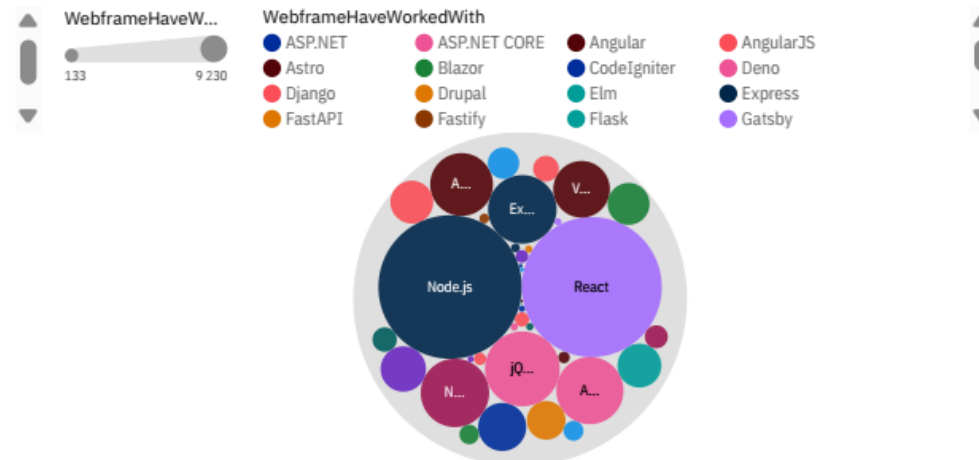 WebframeHaveW...
133 9 230
WebframeHaveWorkedWith
ASP.NET ASP.NET CORE Angular AngularJS
Astro Blazor CodeIgniter Deno
Django Drupal Elm Express
FastAPI Fastify Flask Gatsby
A... V...
Ex...
Node.js React
jQ...
N... A...